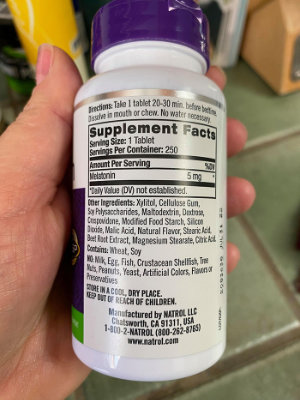 Directions: Take 1 tablet 20-30 min. before bedtime.
Dissolve in mouth or chew. No water necessary.
Supplement Facts
Serving Size: 1 Tablet
Servings Per Container: 250
Amount Per Serving %DV
Melatonin 5 mg *
*Daily Value (DV) not established.
Other Ingredients: Xylitol, Cellulose Gum,
Soy Polysaccharides, Maltodextrin, Dextrose,
Crospovidone, Modified Food Starch, Silicon
Dioxide, Malic Acid, Natural Flavor, Stearic Acid,
Beet Root Extract, Magnesium Stearate, Citric Acid.
Contains: Wheat, Soy
NO: Milk, Egg, Fish, Crustacean Shellfish, Tree
Nuts, Peanuts, Yeast, Artificial Colors, Flavors or
Preservatives
STORE IN A COOL, DRY PLACE.
KEEP OUT OF REACH OF CHILDREN.
Manufactured by NATROL LLC
Chatsworth, CA 91311, USA
1-800-2-NATROL (800-262-8765)
www.natrol.com